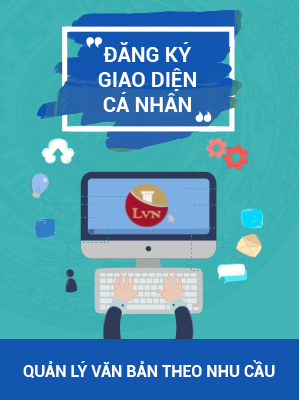 ĐĂNG KÝ
GIAO DIỆN
CÁ NHÂN
LVN
QUẢN LÝ VĂN BẢN THEO NHU CẦU